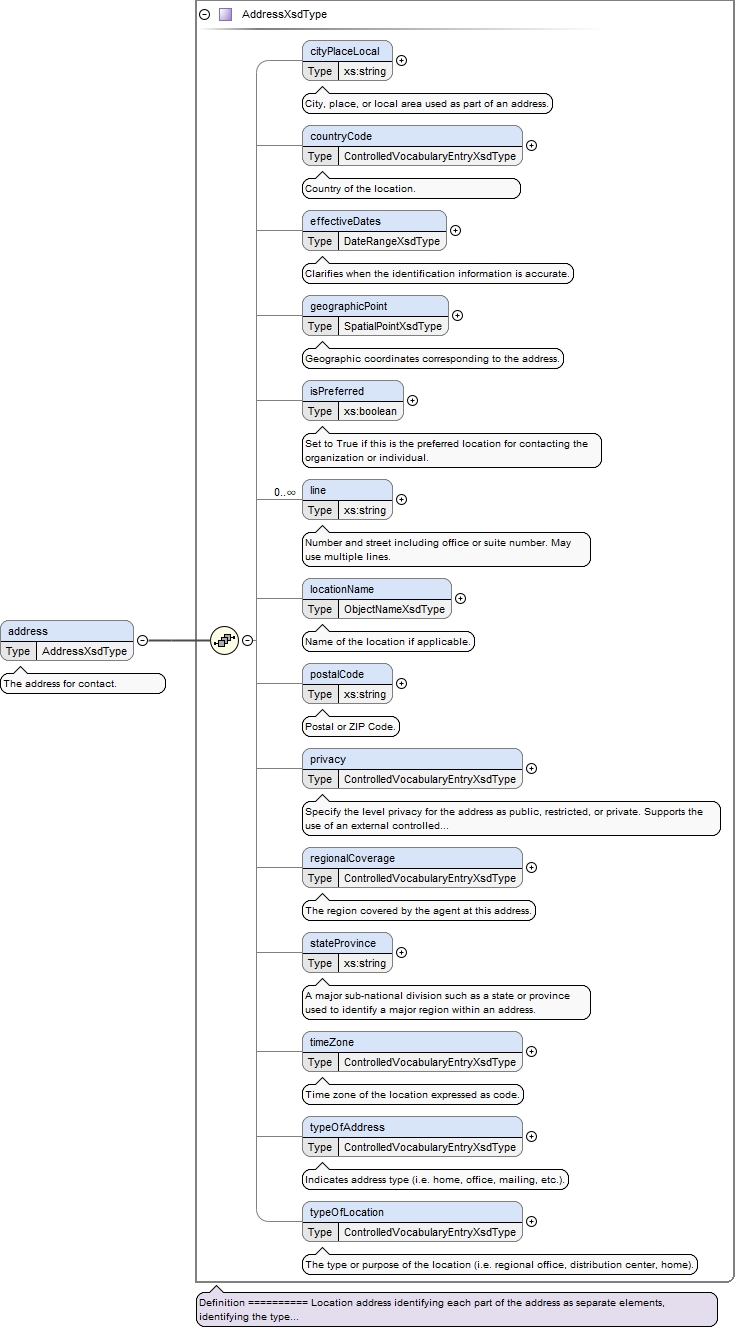 AddressXsdType
cityPlaceLocal
Type xs:string
City, place, or local area used as part of an address.
countryCode
Type ControlledVocabularyEntryXsdType
Country of the location.
effectiveDates
Type DateRangeXsdType
Clarifies when the identification information is accurate.
geographicPoint
Type SpatialPointXsdType
Geographic coordinates corresponding to the address.
isPreferred
Type xs:boolean
Set to True if this is the preferred location for contacting the
organization or individual.
0..∞
line
Type xs:string
Number and street including office or suite number. May
use multiple lines.
locationName
Type ObjectNameXsdType
Name of the location if applicable.
address
Type AddressXsdType
The address for contact.
postalCode
Type xs:string
Postal or ZIP Code.
privacy
Type ControlledVocabularyEntryXsdType
Specify the level privacy for the address as public, restricted, or private. Supports the
use of an external controlled...
regionalCoverage
Type ControlledVocabularyEntryXsdType
The region covered by the agent at this address.
stateProvince
Type xs:string
A major sub-national division such as a state or province
used to identify a major region within an address.
timeZone
Type ControlledVocabularyEntryXsdType
Time zone of the location expressed as code.
typeOfAddress
Type ControlledVocabularyEntryXsdType
Indicates address type (i.e. home, office, mailing, etc.).
typeOfLocation
Type ControlledVocabularyEntryXsdType
The type or purpose of the location (i.e. regional office, distribution center, home).
Definition ========== Location address identifying each part of the address as separate elements,
identifying the type...